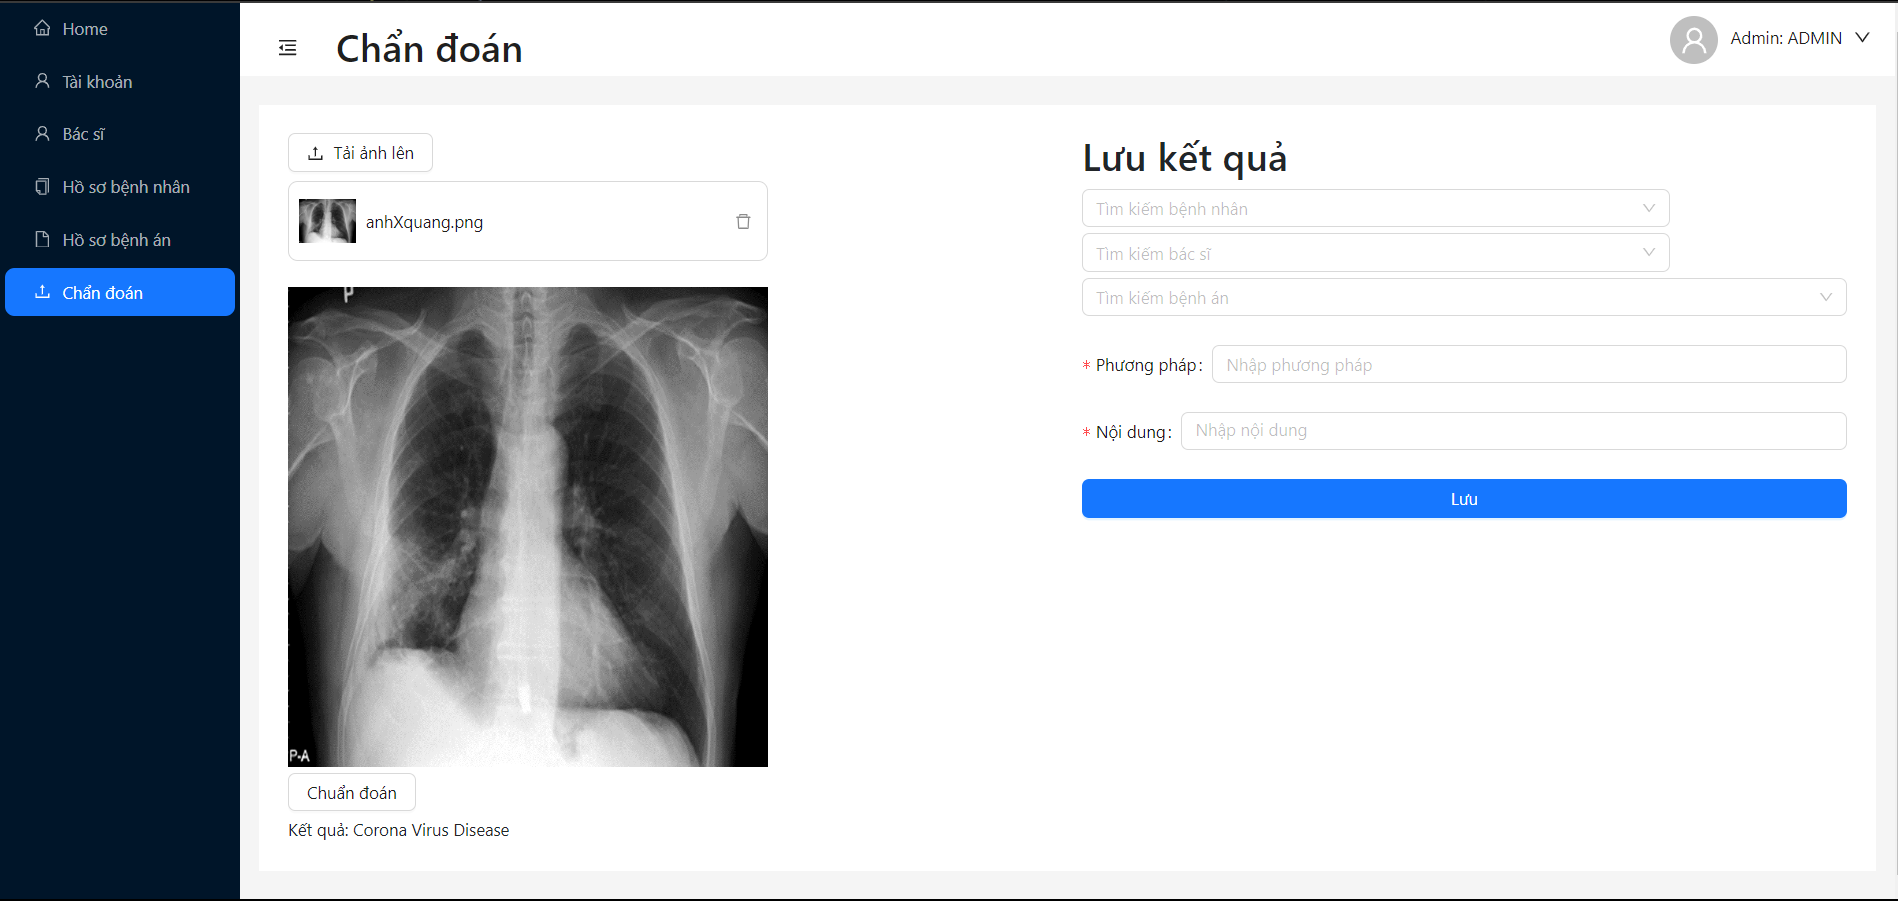 Home
Tài khoản
Bác sĩ
Hồ sơ bệnh nhân
Hồ sơ bệnh án
Chẩn đoán
Chẩn đoán
Admin: ADMIN
Tải ảnh lên
anhXquang.png
P
P-A
Chuẩn đoán
Kết quả: Corona Virus Disease
Lưu kết quả
Tìm kiếm bệnh nhân
Tìm kiếm bác sĩ
Tìm kiếm bệnh án
* Phương pháp: Nhập phương pháp
* Nội dung: Nhập nội dung
Lưu